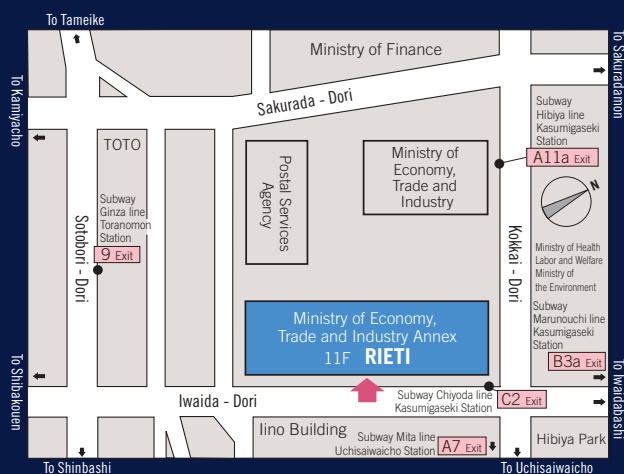 To Tameike
To Kamiyacho
To Sakuradamon
Ministry of Finance
Sakurada - Dori
TOTO
Subway
Ginza line
Toranomon
Station
9 Exit
Sotobori - Dori
Postal Services
Agency
Ministry of
Economy,
Trade and
Industry
Subway
Hibiya line
Kasumigaseki
Station
A11a Exit
N
Kokkai - Dori
Ministry of Health
Labor and Welfare
Ministry of
the Environment
Subway
Marunouchi line
Kasumigaseki
Station
B3a Exit
Ministry of Economy,
Trade and Industry Annex
11F RIETI
To Shibakouen
Iwaida - Dori
Subway Chiyoda line
Kasumigaseki Station
C2 Exit
To Iwaidabashi
Iino Building
Subway Mita line
Uchisaiwaicho Station
A7 Exit
Hibiya Park
To Shinbashi
To Uchisaiwaicho